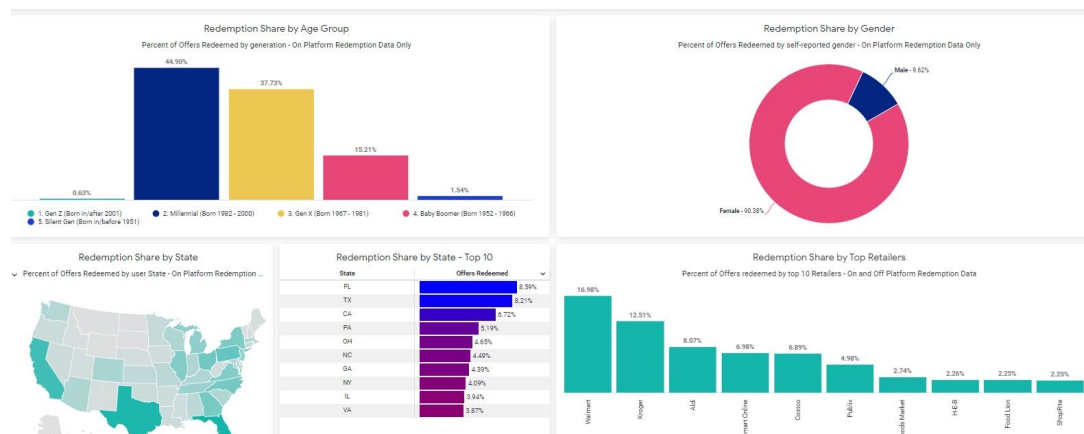 Redemption Share by Age Group
Percent of Offers Redeemed by generation - On Platform Redemption Data Only
44.90%
37.73%
15.21%
1.54%
0.63%
1. Gen Z (Born in/after 2001)
2. Millennial (Born 1982 - 2000)
3. Gen X (Born 1967 - 1981)
4. Baby Boomer (Born 1952 - 1966)
5. Silent Gen (Born in/before 1951)
Redemption Share by Gender
Percent of Offers Redeemed by self-reported gender - On Platform Redemption Data Only
Male - 9.62%
Female - 90.38%
Redemption Share by State
Percent of Offers Redeemed by user State - On Platform Redemption ...
Redemption Share by State - Top 10
State Offers Redeemed
FL 8.59%
TX 8.21%
CA 6.72%
PA 5.19%
OH 4.65%
NC 4.49%
GA 4.39%
NY 4.09%
IL 3.94%
VA 3.87%
Redemption Share by Top Retailers
Percent of Offers redeemed by top 10 Retailers - On and Off Platform Redemption Data
16.98%
12.51%
8.07%
6.98%
6.89%
4.98%
2.74%
2.26%
2.25%
2.25%
Walmart
Kroger
Aldi
mart Online
Costco
Publix
ods Market
H-E-B
Food Lion
ShopRite